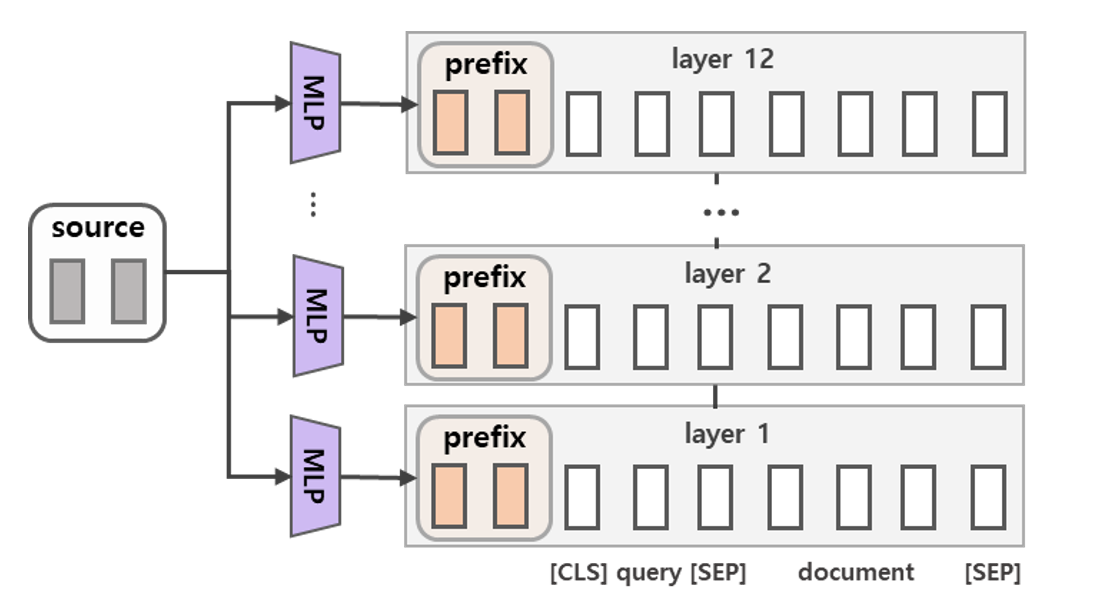 prefix
layer 12
MLP
⋮
source
...
prefix
layer 2
MLP
prefix
layer 1
MLP
[CLS] query [SEP] document [SEP]